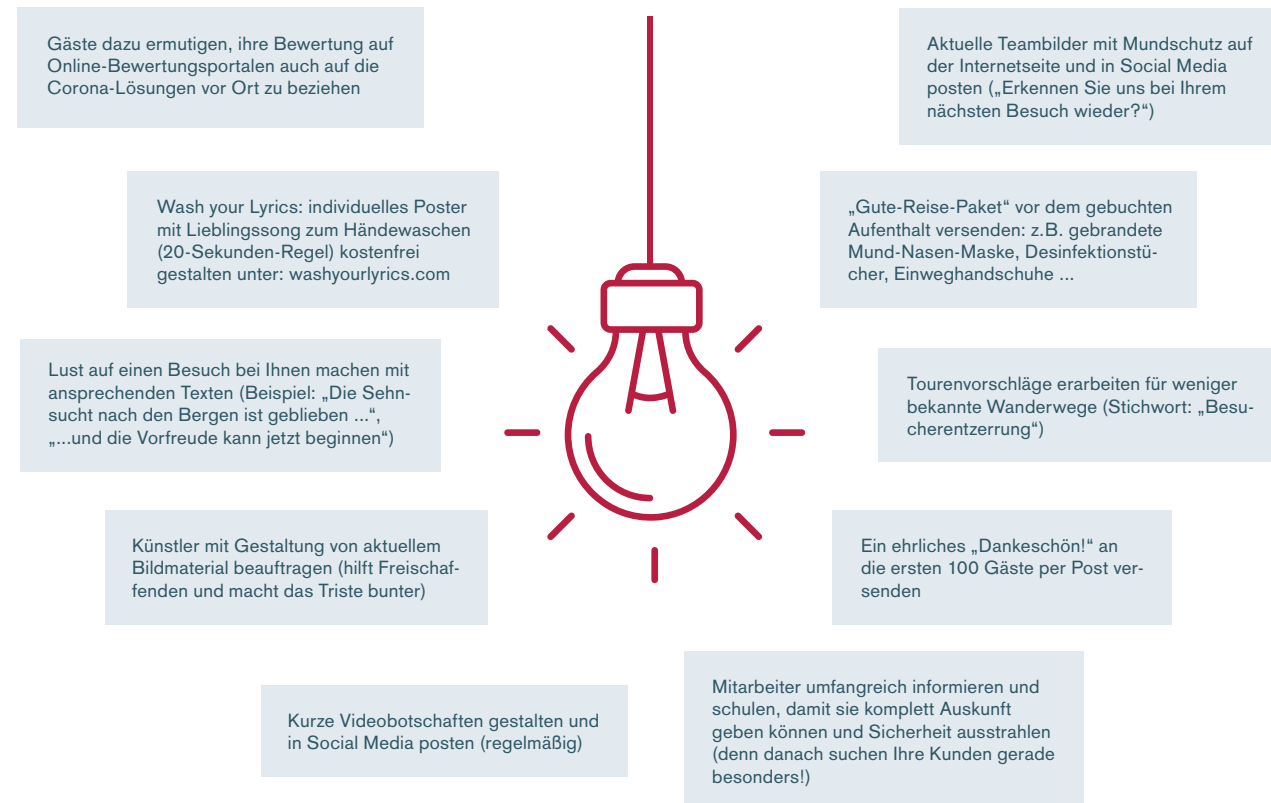 Gäste dazu ermutigen, ihre Bewertung auf
Online-Bewertungsportalen auch auf die
Corona-Lösungen vor Ort zu beziehen
Aktuelle Teambilder mit Mundschutz auf
der Internetseite und in Social Media
posten („Erkennen Sie uns bei Ihrem
nächsten Besuch wieder?“)
Wash your Lyrics: individuelles Poster
mit Lieblingssong zum Händewaschen
(20-Sekunden-Regel) kostenfrei
gestalten unter: washyourlyrics.com
„Gute-Reise-Paket“ vor dem gebuchten
Aufenthalt versenden: z.B. gebrandete
Mund-Nasen-Maske, Desinfektionstü-
cher, Einweghandschuhe ...
Lust auf einen Besuch bei Ihnen machen mit
ansprechenden Texten (Beispiel: „Die Sehn-
sucht nach den Bergen ist geblieben ...“,
„...und die Vorfreude kann jetzt beginnen“)
Tourenvorschläge erarbeiten für weniger
bekannte Wanderwege (Stichwort: „Besu-
cherentzerrung“)
Künstler mit Gestaltung von aktuellem
Bildmaterial beauftragen (hilft Freischaf-
fenden und macht das Triste bunter)
Ein ehrliches „Dankeschön!“ an
die ersten 100 Gäste per Post ver-
senden
Kurze Videobotschaften gestalten und
in Social Media posten (regelmäßig)
Mitarbeiter umfangreich informieren und
schulen, damit sie komplett Auskunft
geben können und Sicherheit ausstrahlen
(denn danach suchen Ihre Kunden gerade
besonders!)